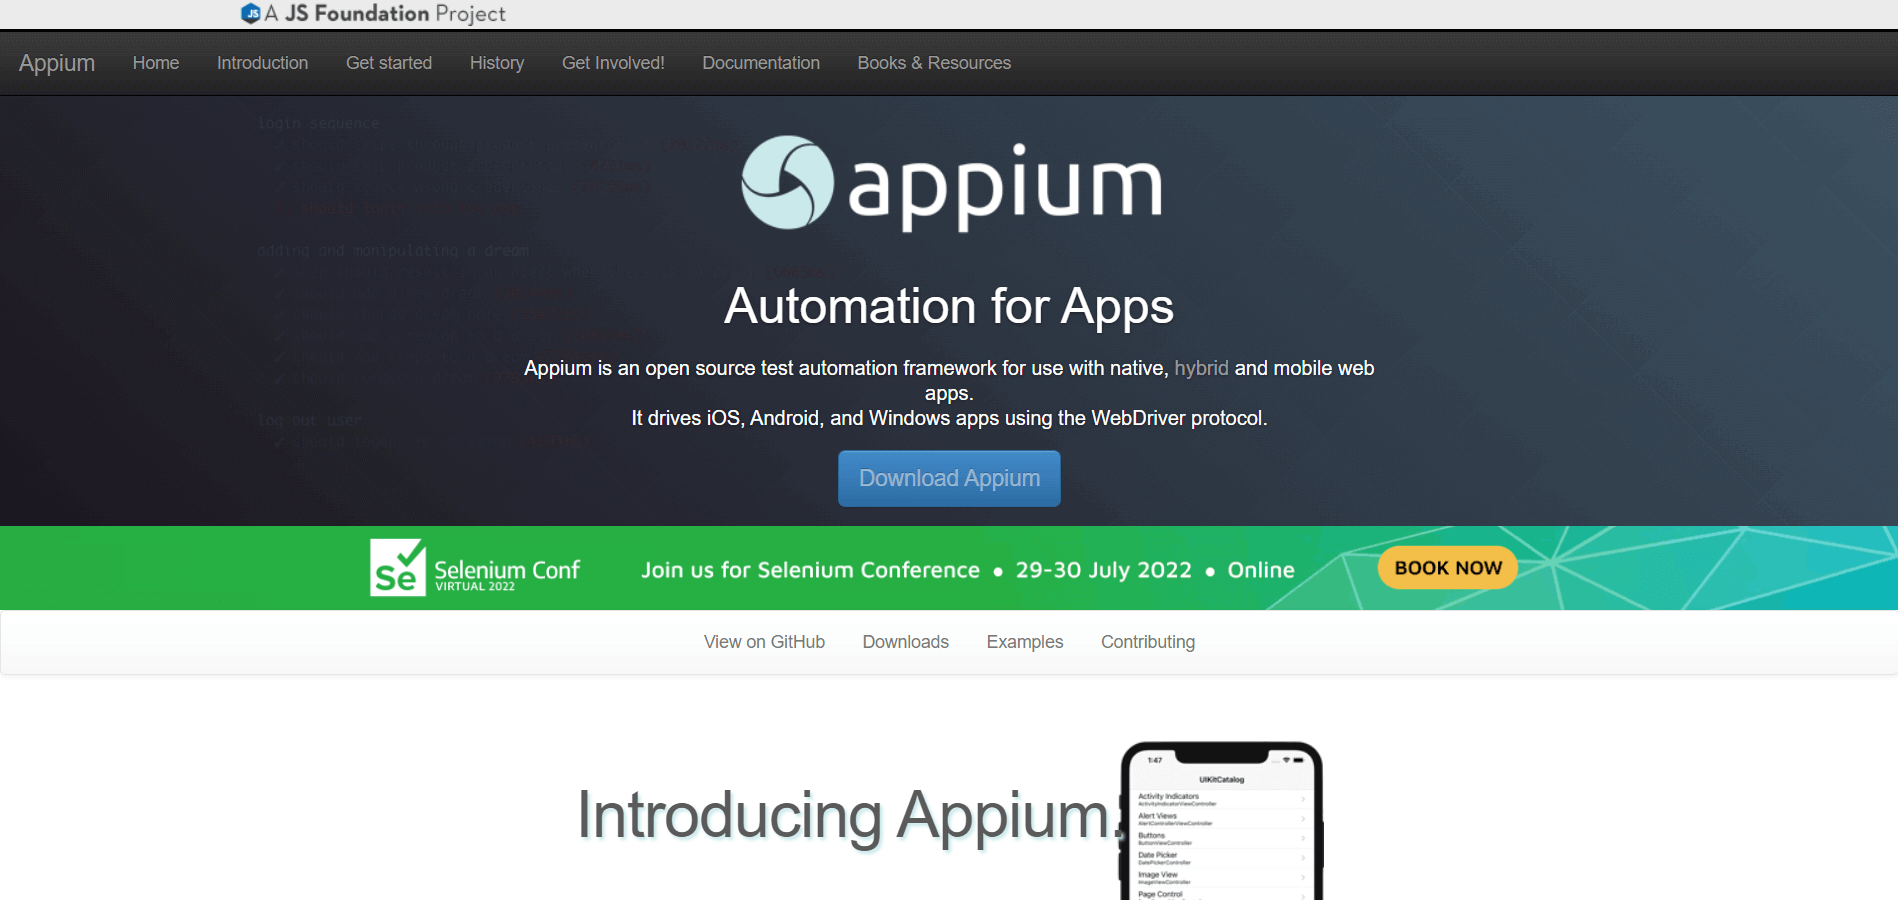 JS A JS Foundation Project
Appium Home Introduction Get started History Get Involved! Documentation Books & Resources
login sequence
adding and manipulating a dream
log out user
appium
Automation for Apps
Appium is an open source test automation framework for use with native, hybrid and mobile web
apps.
It drives iOS, Android, and Windows apps using the WebDriver protocol.
Download Appium
Se Selenium Conf
VIRTUAL 2022
Join us for Selenium Conference • 29-30 July 2022 • Online
BOOK NOW
View on GitHub Downloads Examples Contributing
Introducing Appium.
1:47
UIKitCatalog
Activity Indicators
ActivityIndicatorViewController
Alert Views
AlertControllerViewController
Buttons
ButtonViewController
Date Picker
DatePickerController
Image View
ImageViewController
Page Control